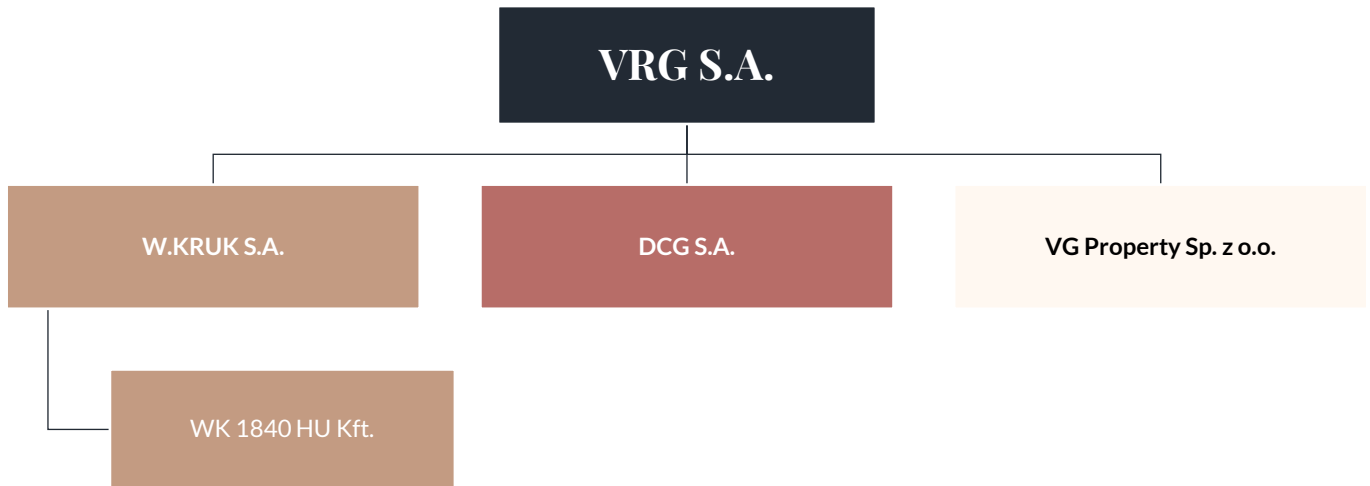 VRG S.A.
W.KRUK S.A.
DCG S.A.
VG Property Sp. z o.o.
WK 1840 HU Kft.